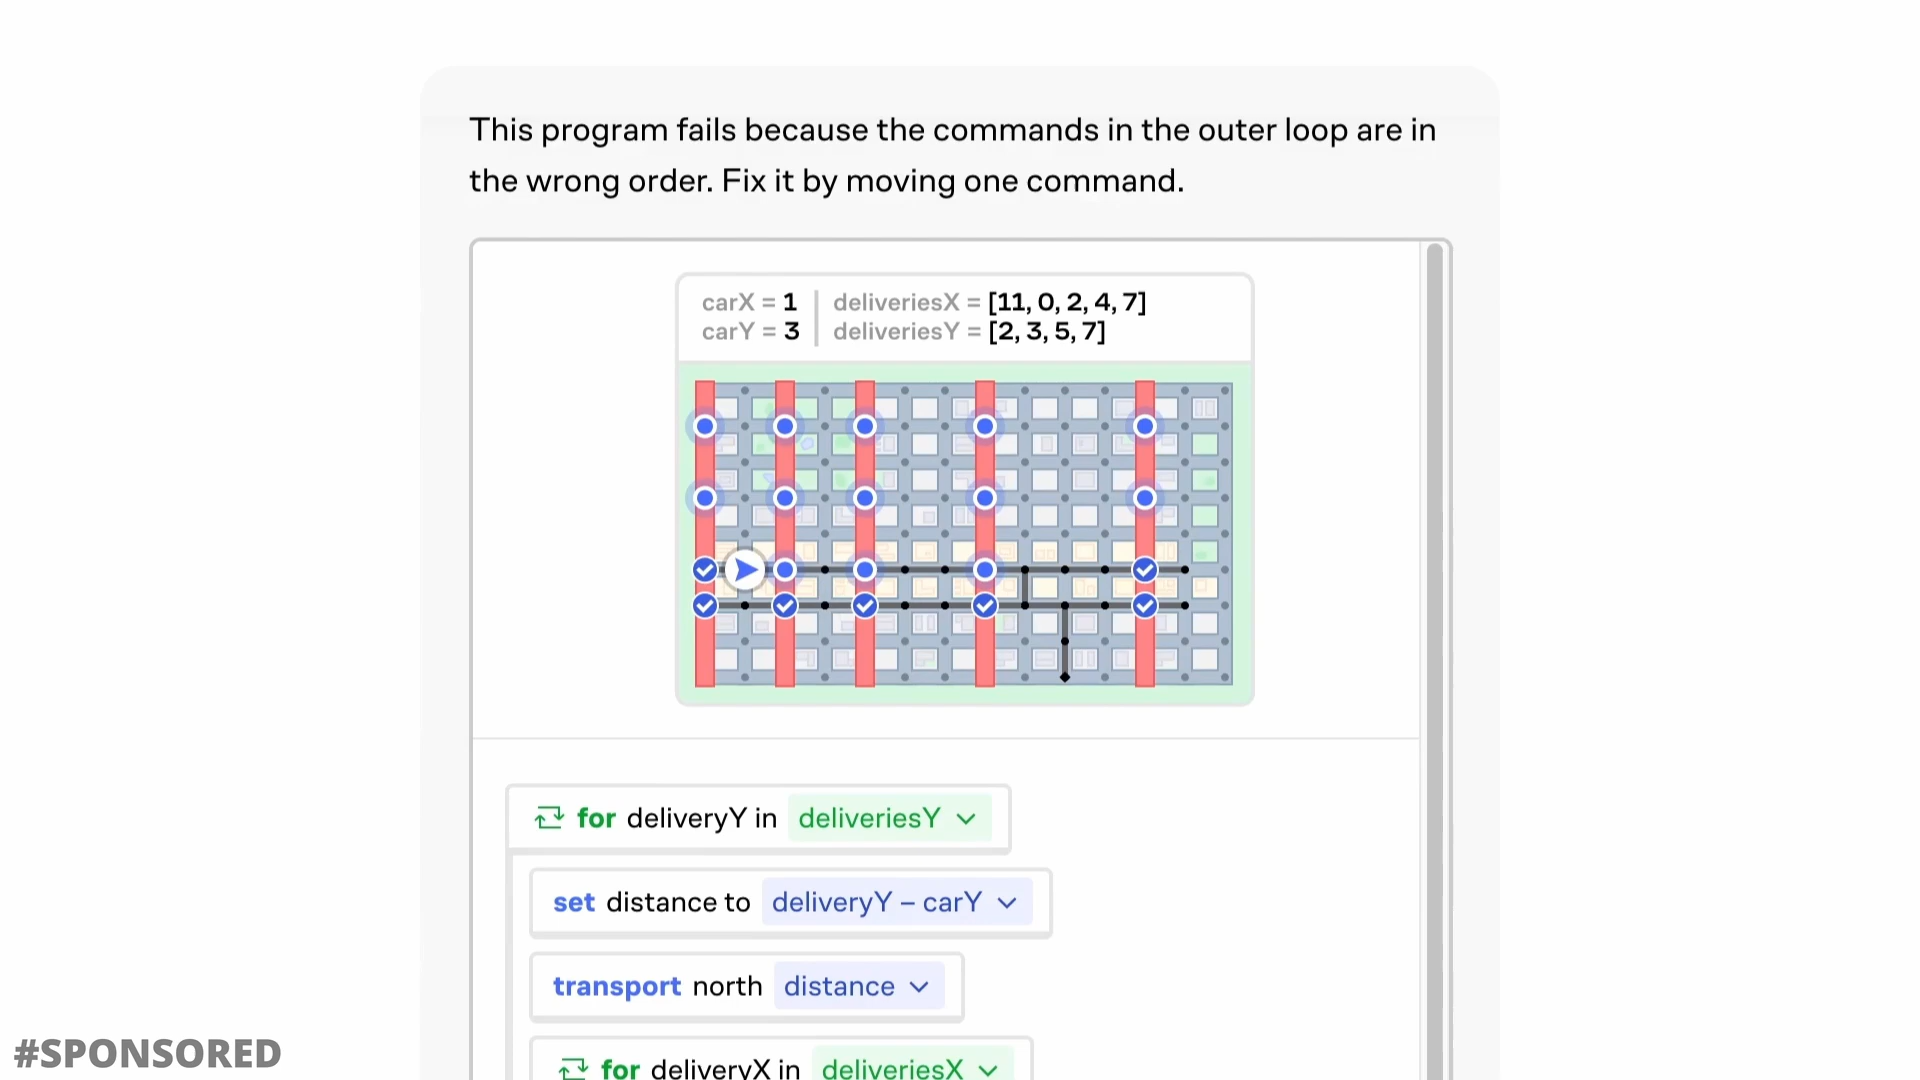 This program fails because the commands in the outer loop are in
the wrong order. Fix it by moving one command.
carX = 1
carY = 3
deliveriesX = [11, 0, 2, 4, 7]
deliveriesY = [2, 3, 5, 7]
for deliveryY in deliveriesY
set distance to deliveryY – carY
transport north distance
for deliveryX in deliveriesX
#SPONSORED